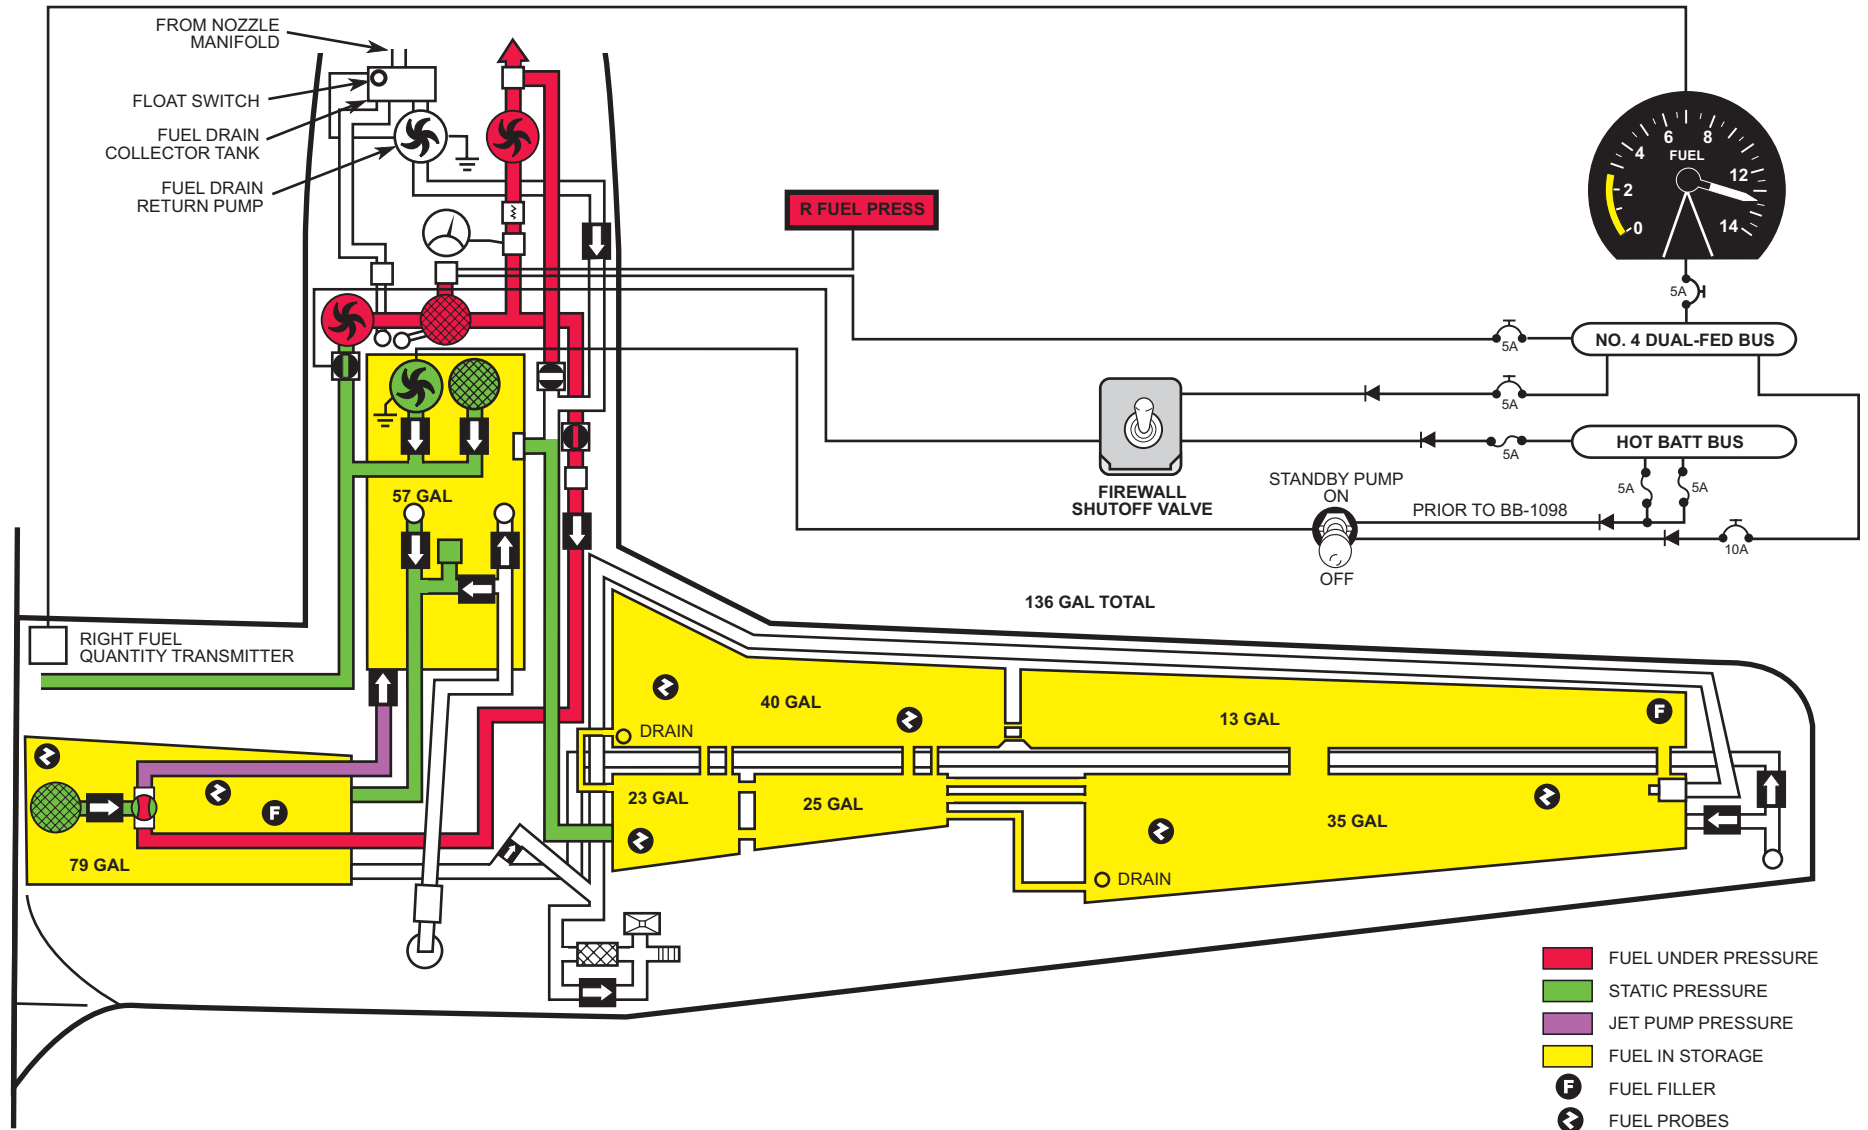 FROM NOZZLE
MANIFOLD
FLOAT SWITCH
FUEL DRAIN
COLLECTOR TANK
FUEL DRAIN
RETURN PUMP
R FUEL PRESS
FUEL
0
2
4
6
8
12
14
5A
NO. 4 DUAL-FED BUS
5A
5A
HOT BATT BUS
5A
5A
5A
10A
FIREWALL
SHUTOFF VALVE
STANDBY PUMP
ON
OFF
PRIOR TO BB-1098
57 GAL
136 GAL TOTAL
RIGHT FUEL
QUANTITY TRANSMITTER
40 GAL
DRAIN
13 GAL
F
23 GAL
25 GAL
35 GAL
DRAIN
F
79 GAL
FUEL UNDER PRESSURE
STATIC PRESSURE
JET PUMP PRESSURE
FUEL IN STORAGE
F FUEL FILLER
FUEL PROBES